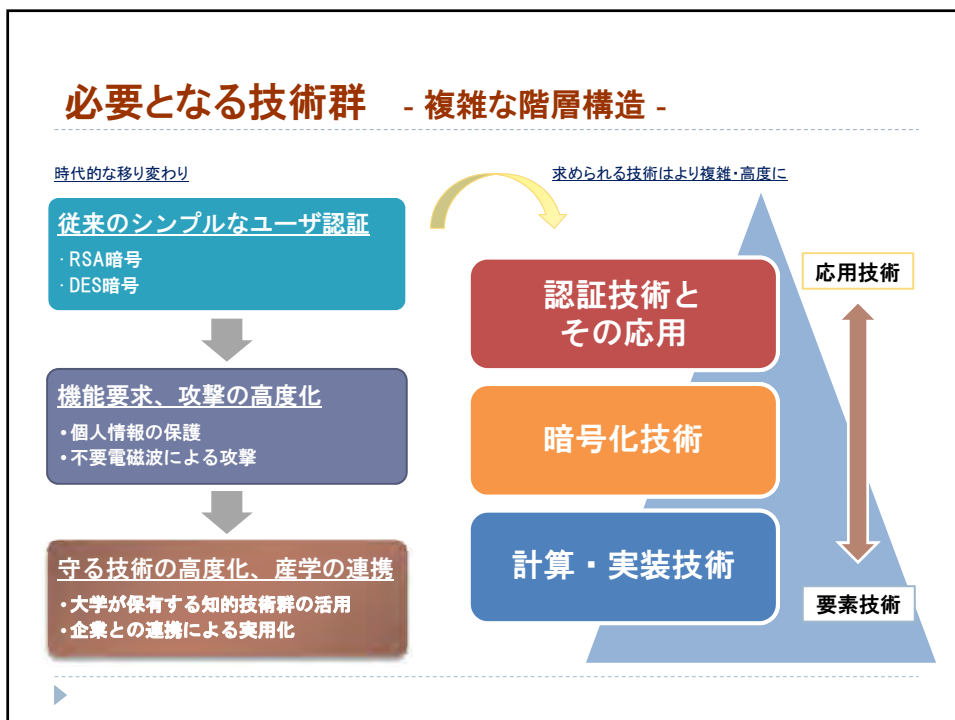 必要となる技術群 - 複雑な階層構造 -
時代的な移り変わり
従来のシンプルなユーザ認証
・RSA暗号
・DES暗号
機能要求、攻撃の高度化
・個人情報の保護
・不要電磁波による攻撃
守る技術の高度化、産学の連携
・大学が保有する知的技術群の活用
・企業との連携による実用化
求められる技術はより複雑・高度に
認証技術と
その応用
暗号化技術
計算・実装技術
応用技術
要素技術